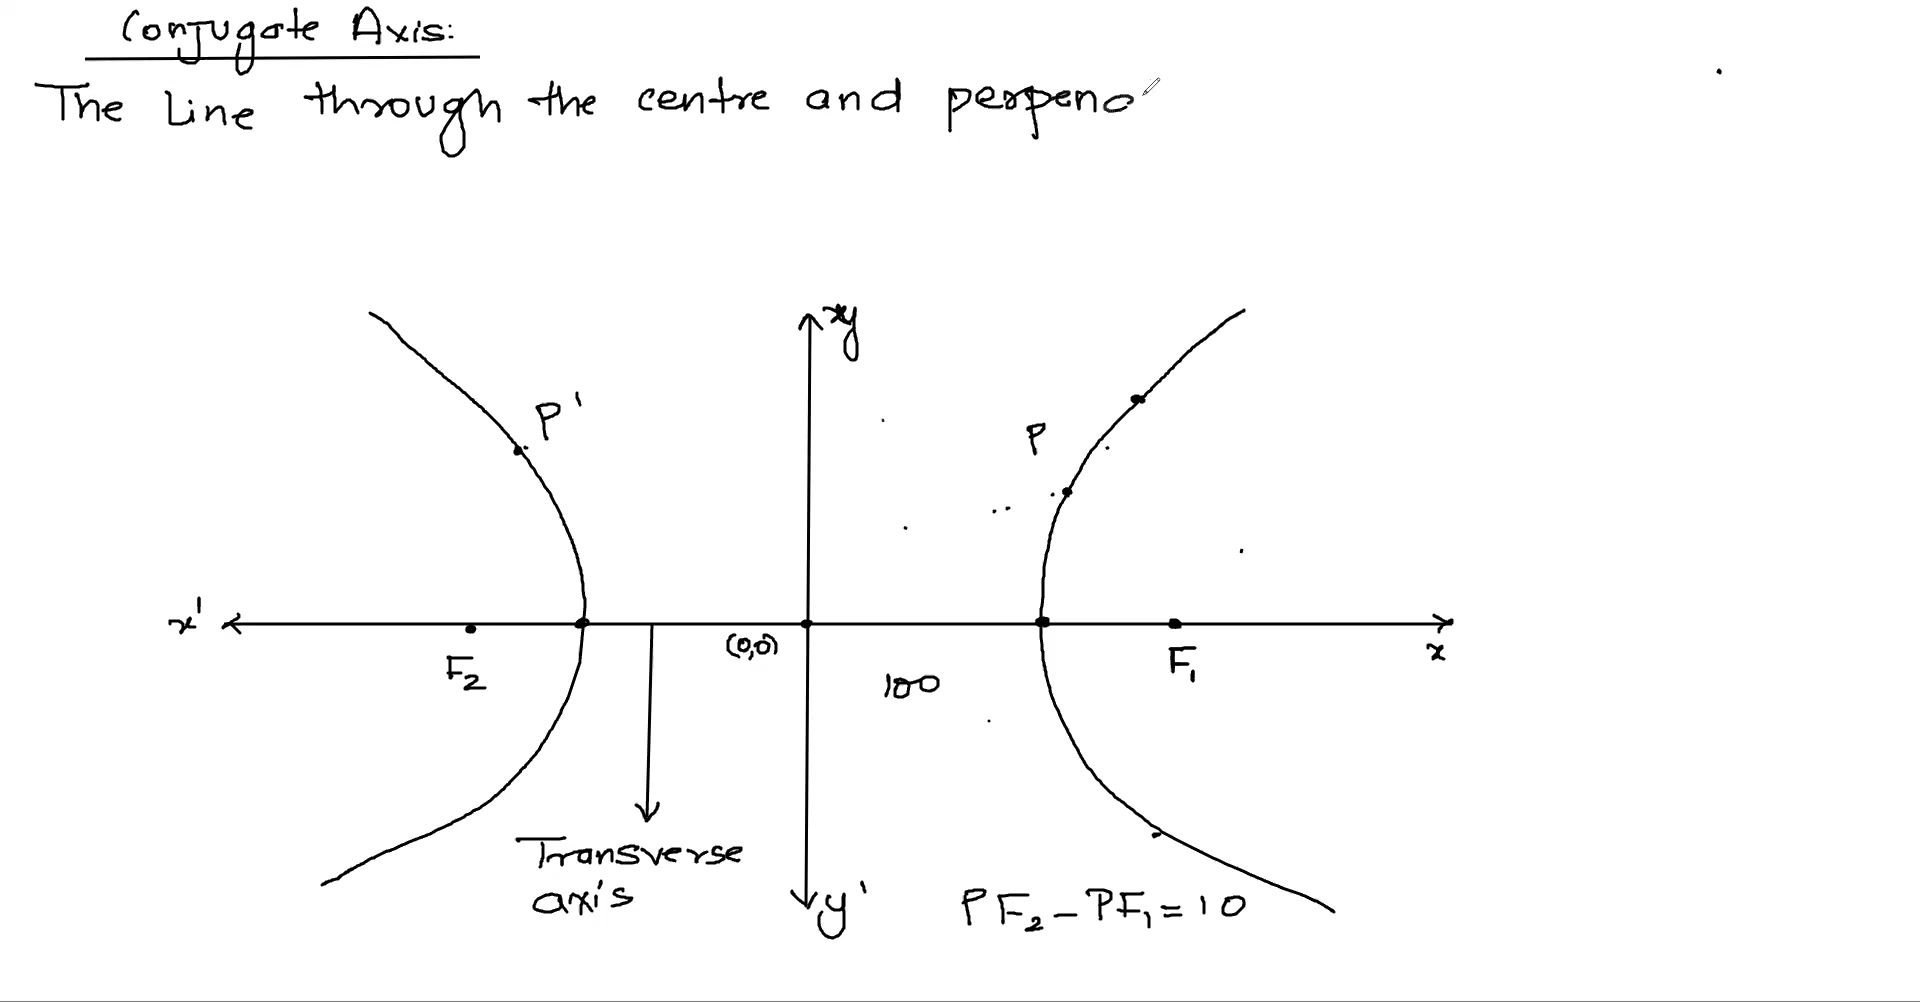 Conjugate Axis:
The Line through the centre and perpend
xy
P'
P
x'
(0,0)
x
F2
F1
100
Transverse
axis
y'
PF2 - PF1 = 10